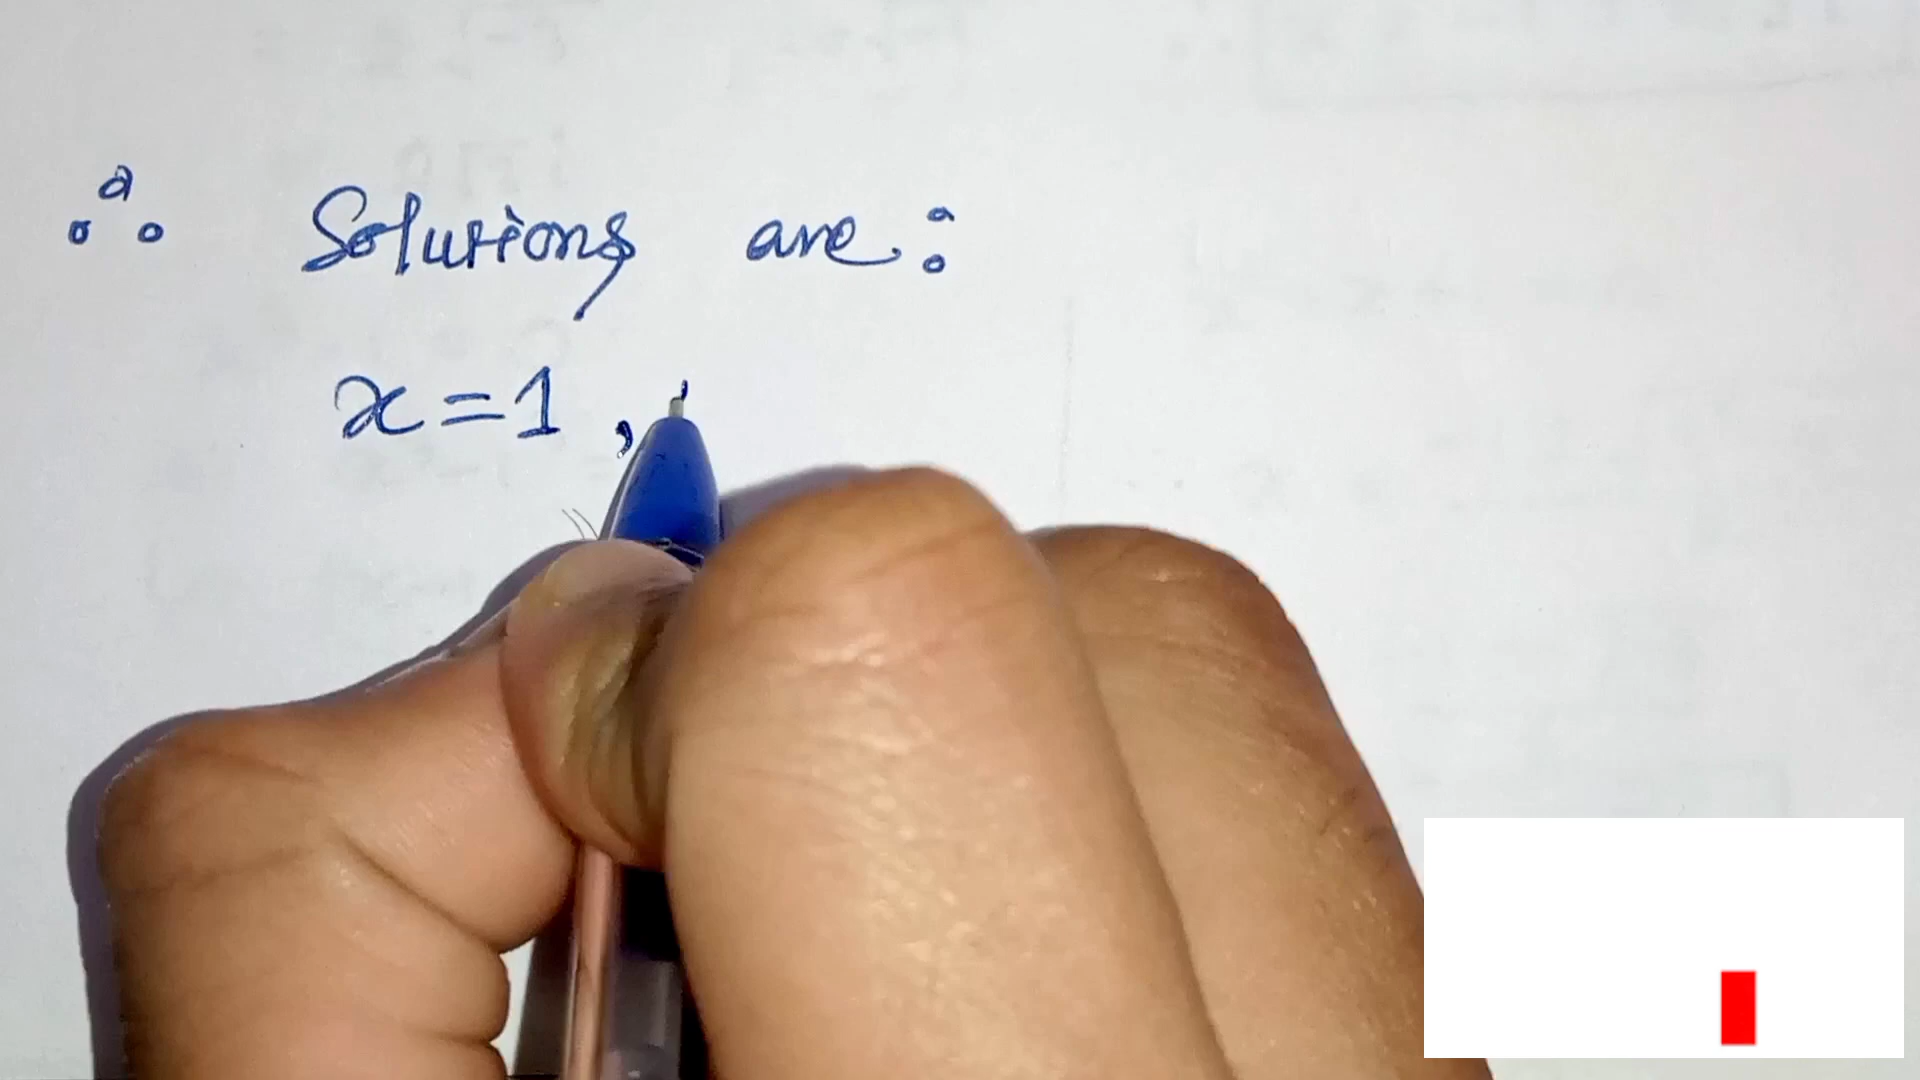 ∴ Solutions are:
x = 1 ,